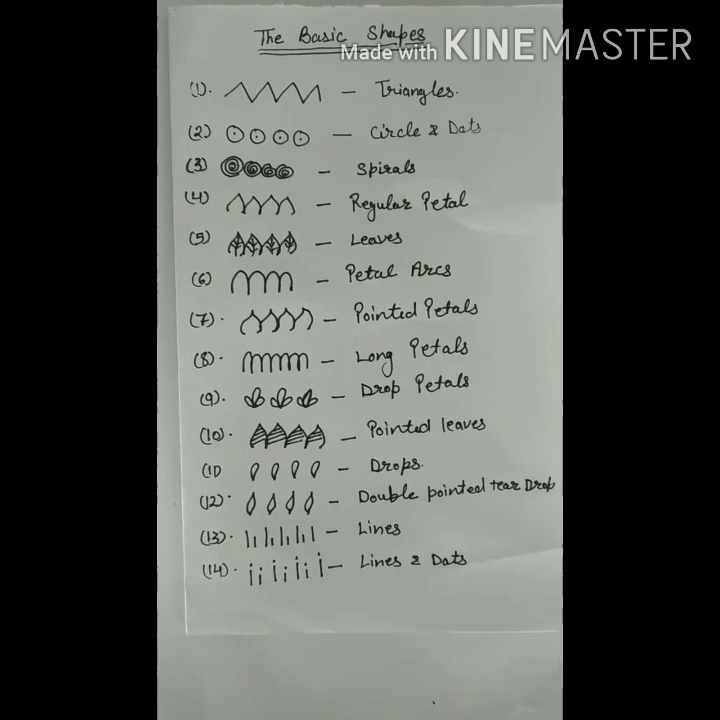 The Basic Shapes
Made with KINEMASTER
(1). – Triangles.
(2) – Circle & Dats
(3) – Spirals
(4) – Regular Petal
(5) – Leaves
(6) – Petal Arcs
(7). – Pointed Petals
(8). – Long Petals
(9). – Drop Petals
(10). – Pointed leaves
(11) – Drops.
(12). – Double pointed tear Drop
(13). – Lines
(14). – Lines & Dats